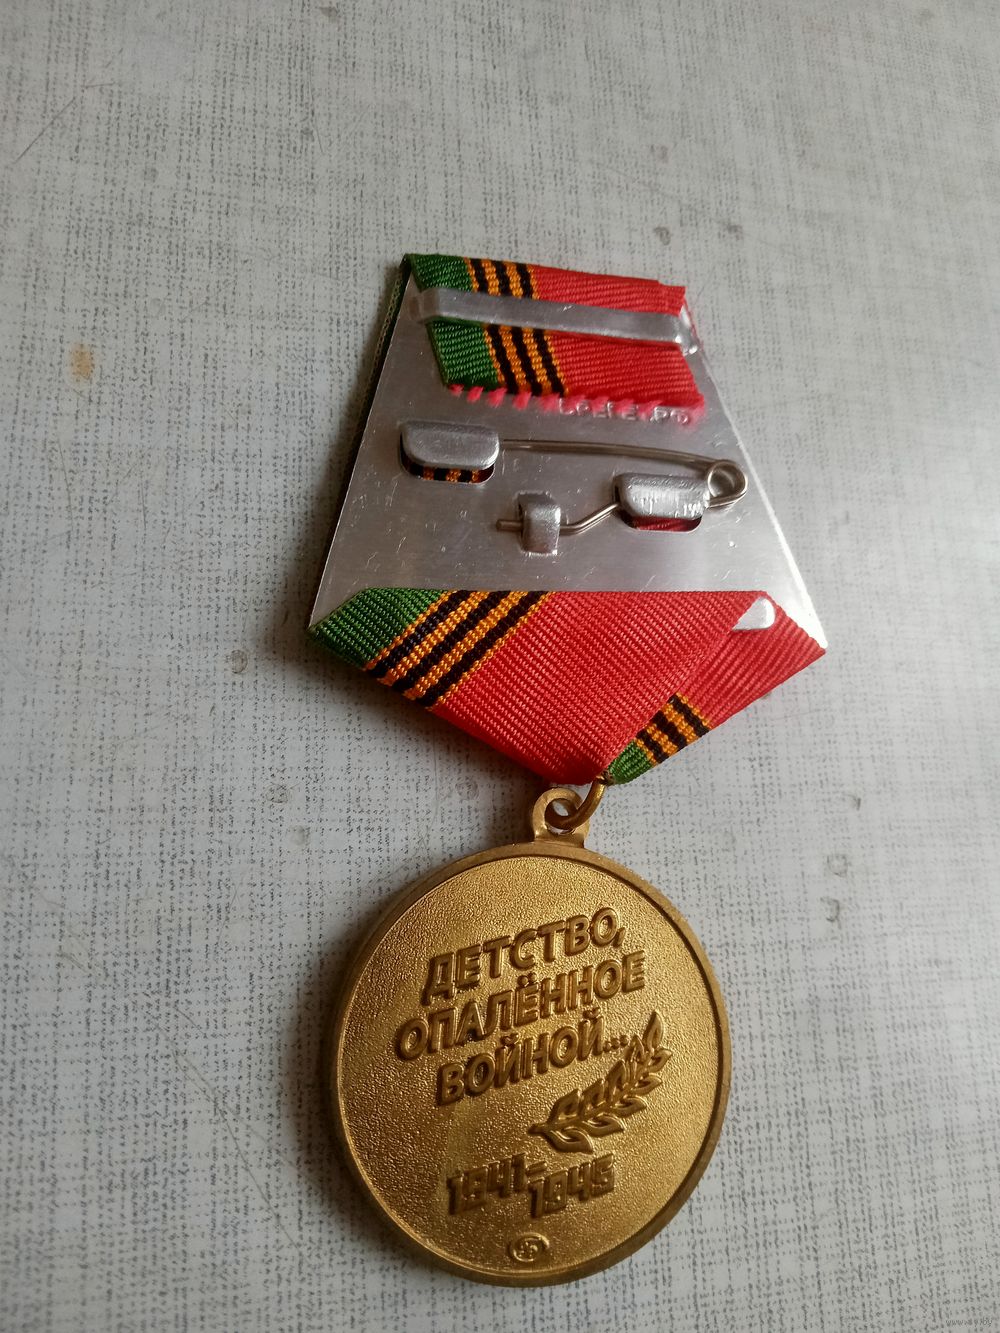 ДЕТСТВО,
ОПАЛЁННОЕ
ВОЙНОЙ...
1941-
1945